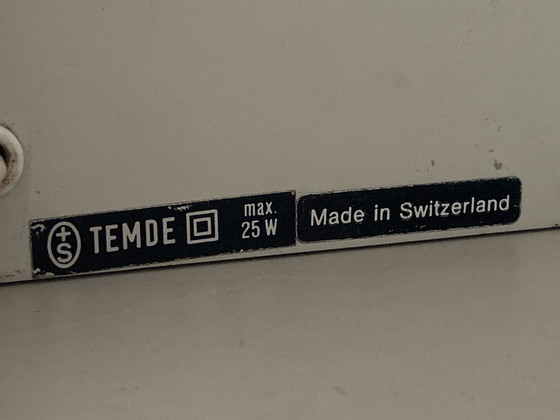 +S TEMDE max. 25 W
Made in Switzerland